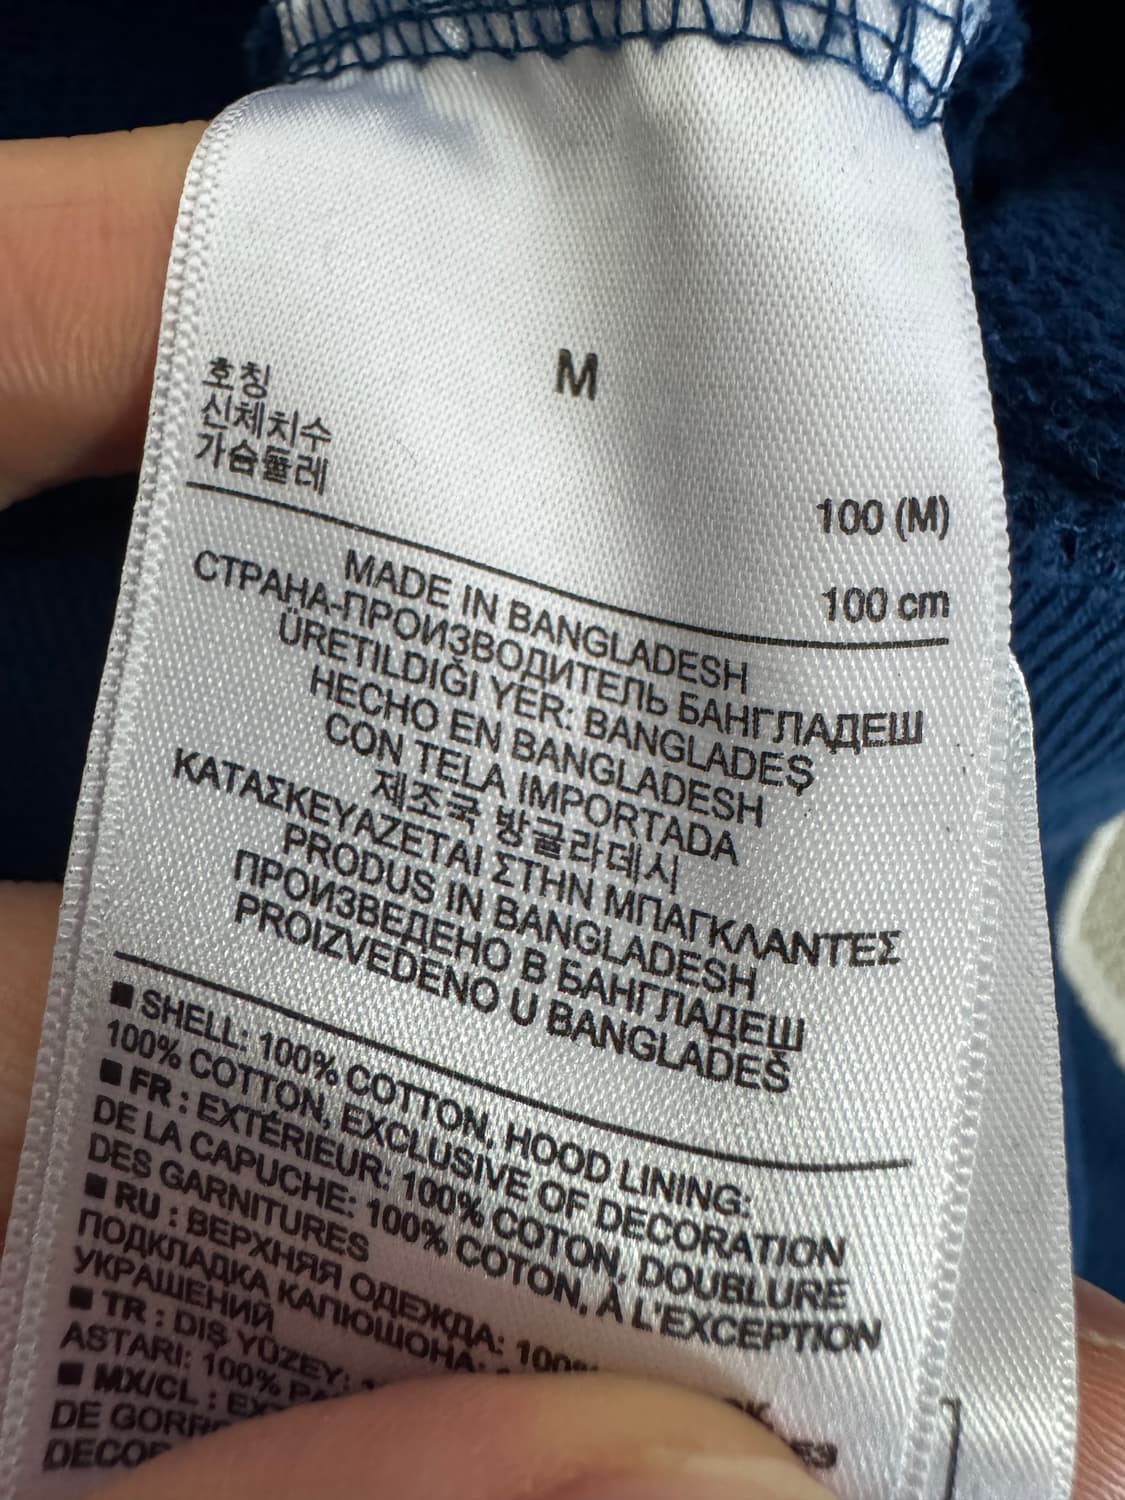 M
호칭
신체치수
가슴둘레
100 (M)
100 cm
MADE IN BANGLADESH
СТРАНА-ПРОИЗВОДИТЕЛЬ БАНГЛАДЕШ
ÜRETILDIĞI YER: BANGLADEŞ
HECHO EN BANGLADESH
CON TELA IMPORTADA
제조국 방글라데시
ΚΑΤΑΣΚΕΥΑΖΕΤΑΙ ΣΤΗΝ ΜΠΑΓΚΛΑΝΤΕΣ
PRODUS IN BANGLADESH
ПРОИЗВЕДЕНО В БАНГЛАДЕШ
PROIZVEDENO U BANGLADEŠ
■ SHELL: 100% COTTON, HOOD LINING:
100% COTTON, EXCLUSIVE OF DECORATION
■ FR : EXTÉRIEUR: 100% COTON, DOUBLURE
DE LA CAPUCHE: 100% COTON, À L'EXCEPTION
DES GARNITURES
■ RU : ВЕРХНЯЯ ОДЕЖДА:
ПОДКЛАДКА КАПЮШОНА:
УКРАШЕНИЙ
■ TR : DIŞ YÜZEY:
ASTARI: 100%
■ MX/CL :
DE